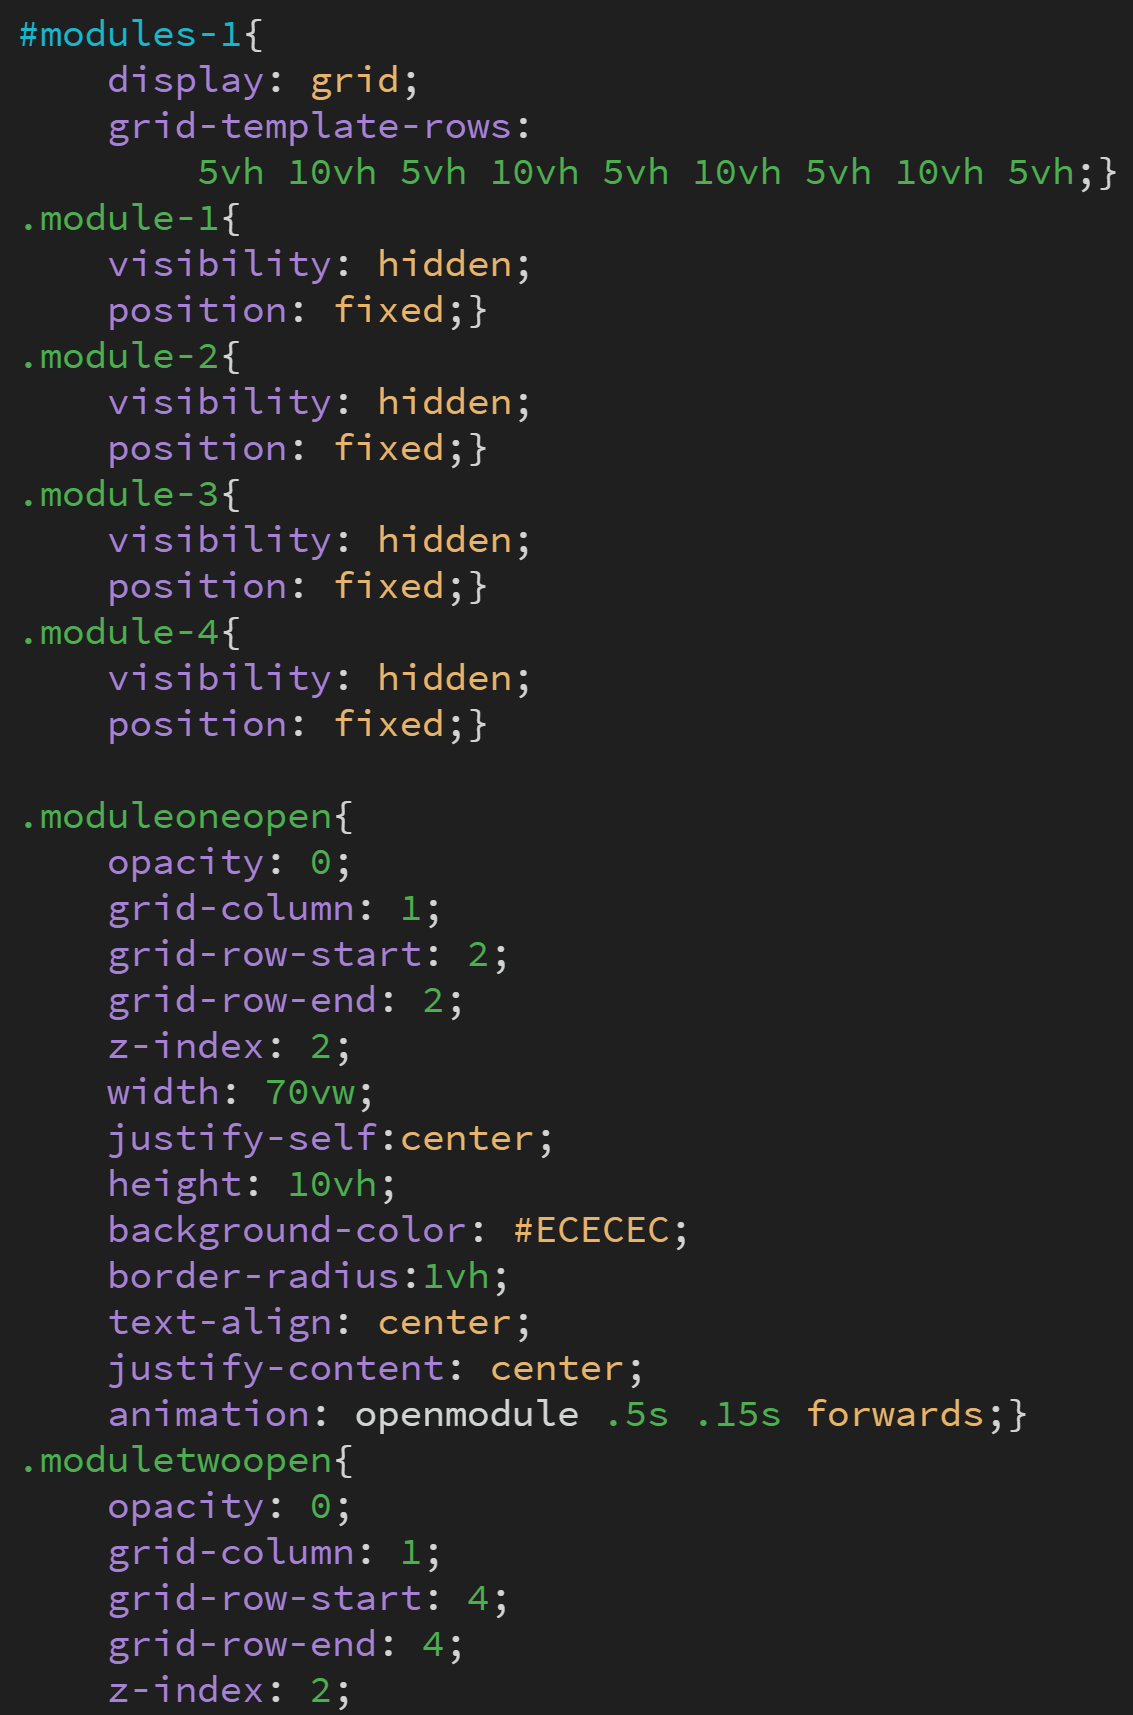 #modules-1{
    display: grid;
    grid-template-rows:
        5vh 10vh 5vh 10vh 5vh 10vh 5vh 10vh 5vh;}
.module-1{
    visibility: hidden;
    position: fixed;}
.module-2{
    visibility: hidden;
    position: fixed;}
.module-3{
    visibility: hidden;
    position: fixed;}
.module-4{
    visibility: hidden;
    position: fixed;}

.moduleoneopen{
    opacity: 0;
    grid-column: 1;
    grid-row-start: 2;
    grid-row-end: 2;
    z-index: 2;
    width: 70vw;
    justify-self:center;
    height: 10vh;
    background-color: #ECECEC;
    border-radius:1vh;
    text-align: center;
    justify-content: center;
    animation: openmodule .5s .15s forwards;}
.moduletwoopen{
    opacity: 0;
    grid-column: 1;
    grid-row-start: 4;
    grid-row-end: 4;
    z-index: 2;